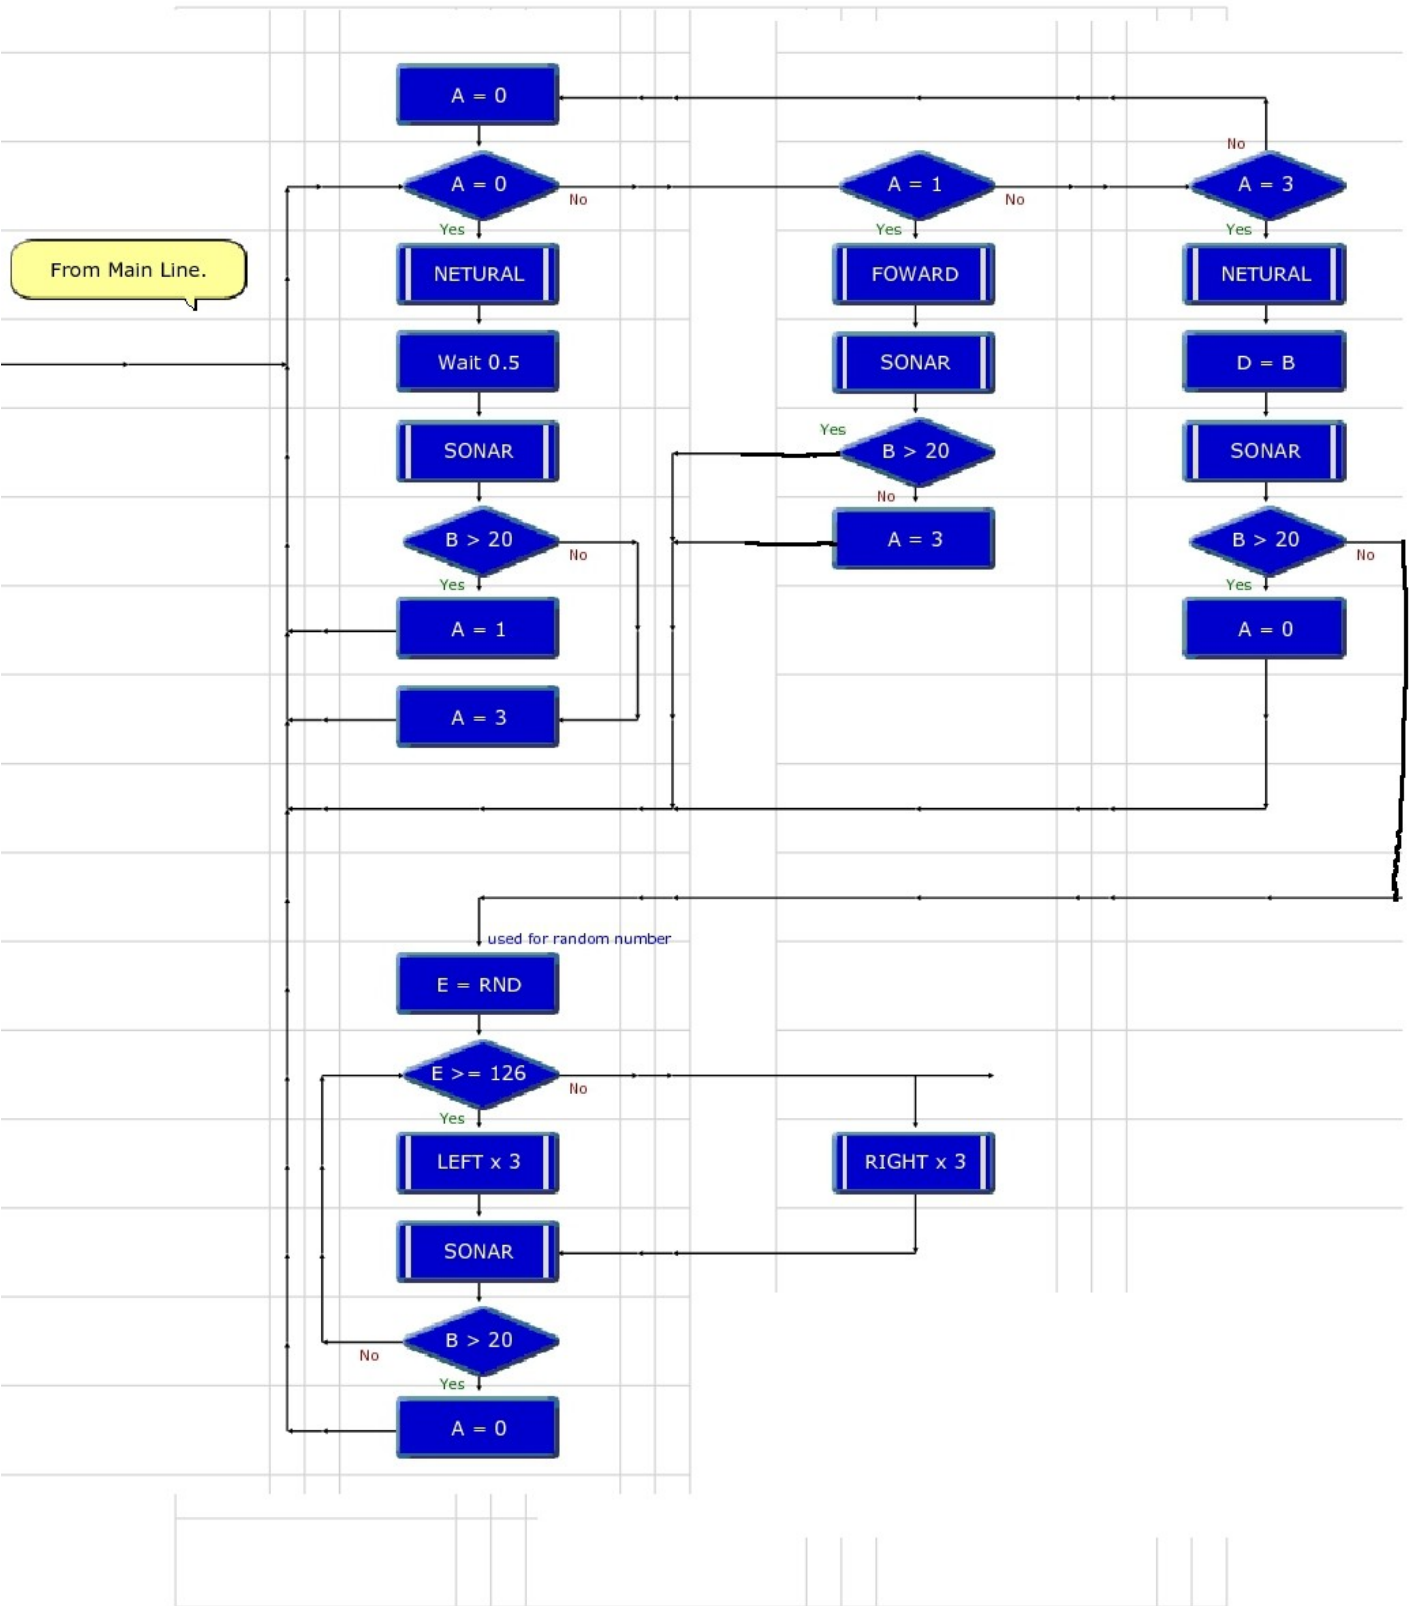 A = 0
No
A = 0
No
A = 1
No
A = 3
Yes
Yes
Yes
From Main Line.
NETURAL
FOWARD
NETURAL
Wait 0.5
SONAR
D = B
Yes
SONAR
B > 20
SONAR
No
B > 20
No
A = 3
B > 20
No
Yes
Yes
A = 1
A = 0
A = 3
used for random number
E = RND
E >= 126
No
Yes
LEFT x 3
RIGHT x 3
SONAR
B > 20
No
Yes
A = 0